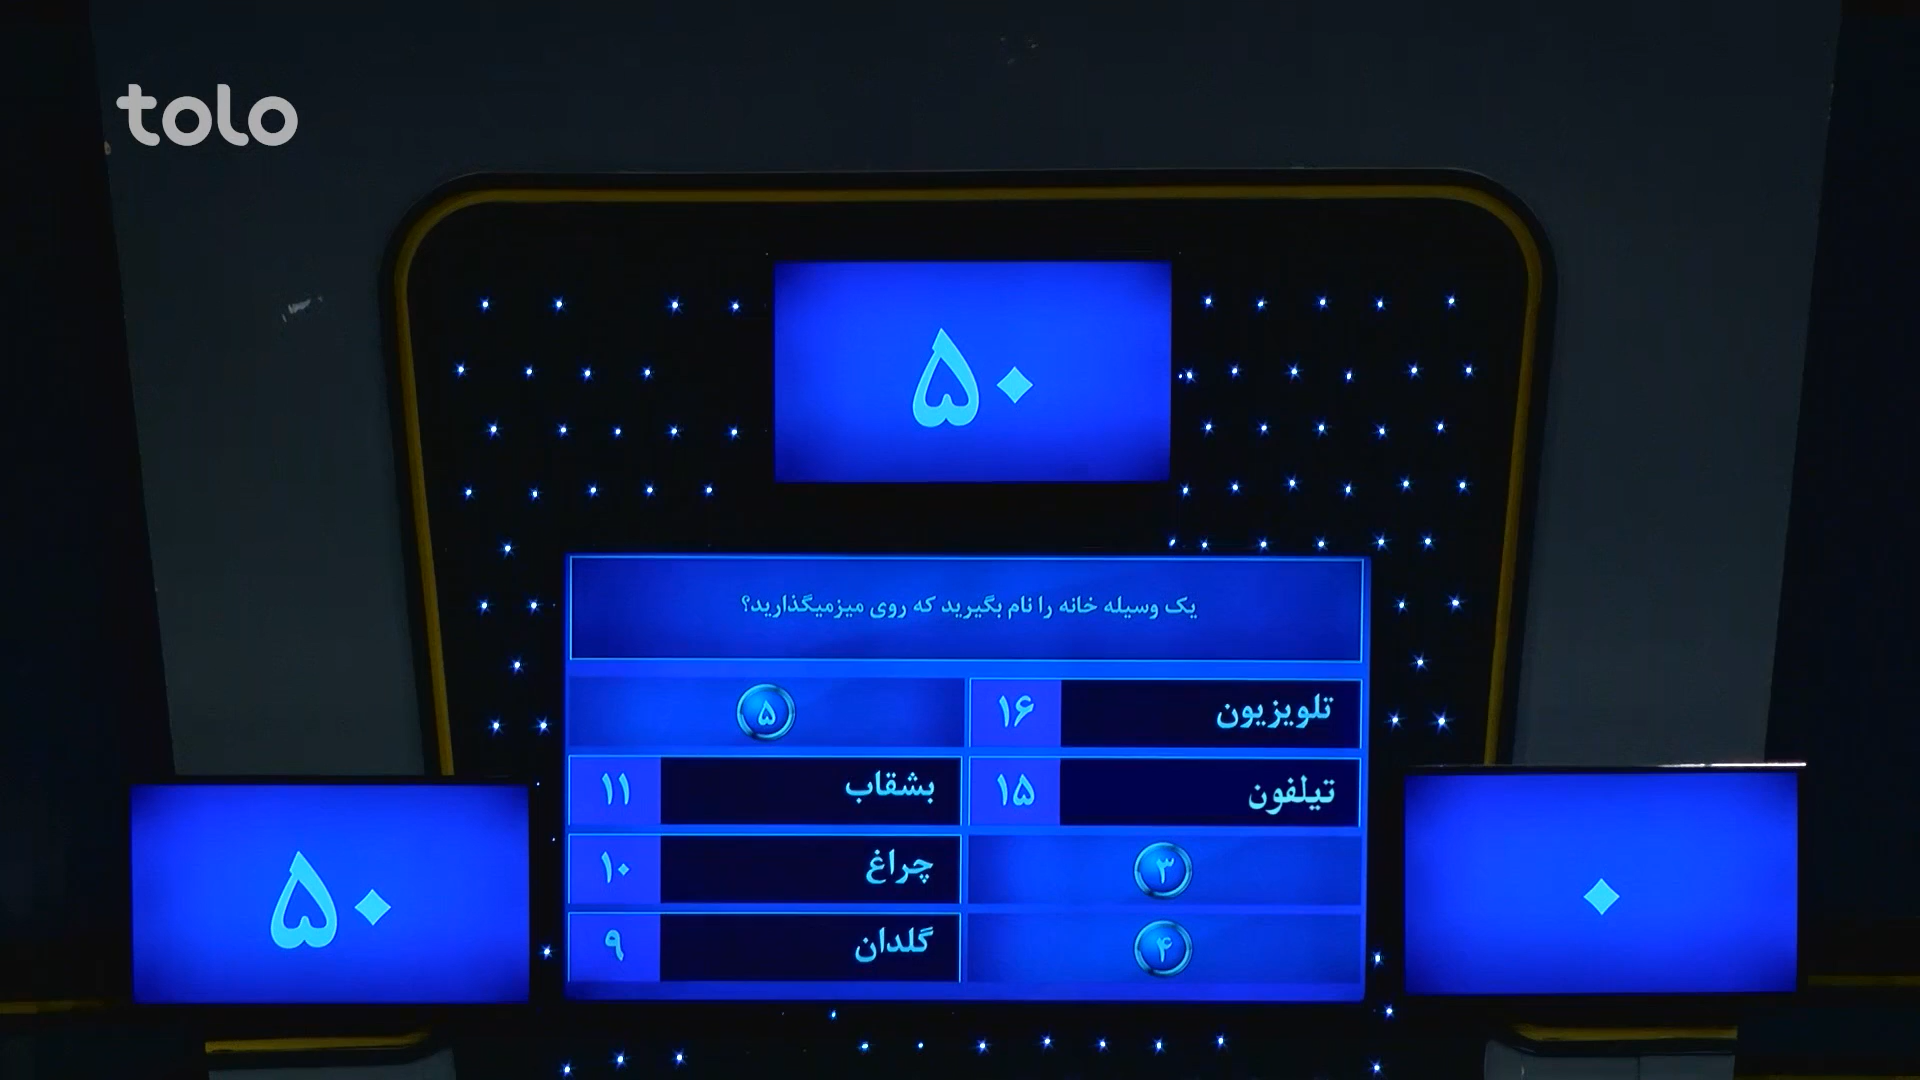 tolo
۵۰
یک وسیله خانه را نام بگیرید که روی میزمیگذارید؟
تلویزیون ۱۶
تیلفون ۱۵
۳
۴
۵
بشقاب ۱۱
چراغ ۱۰
گلدان ۹
۵۰
۰